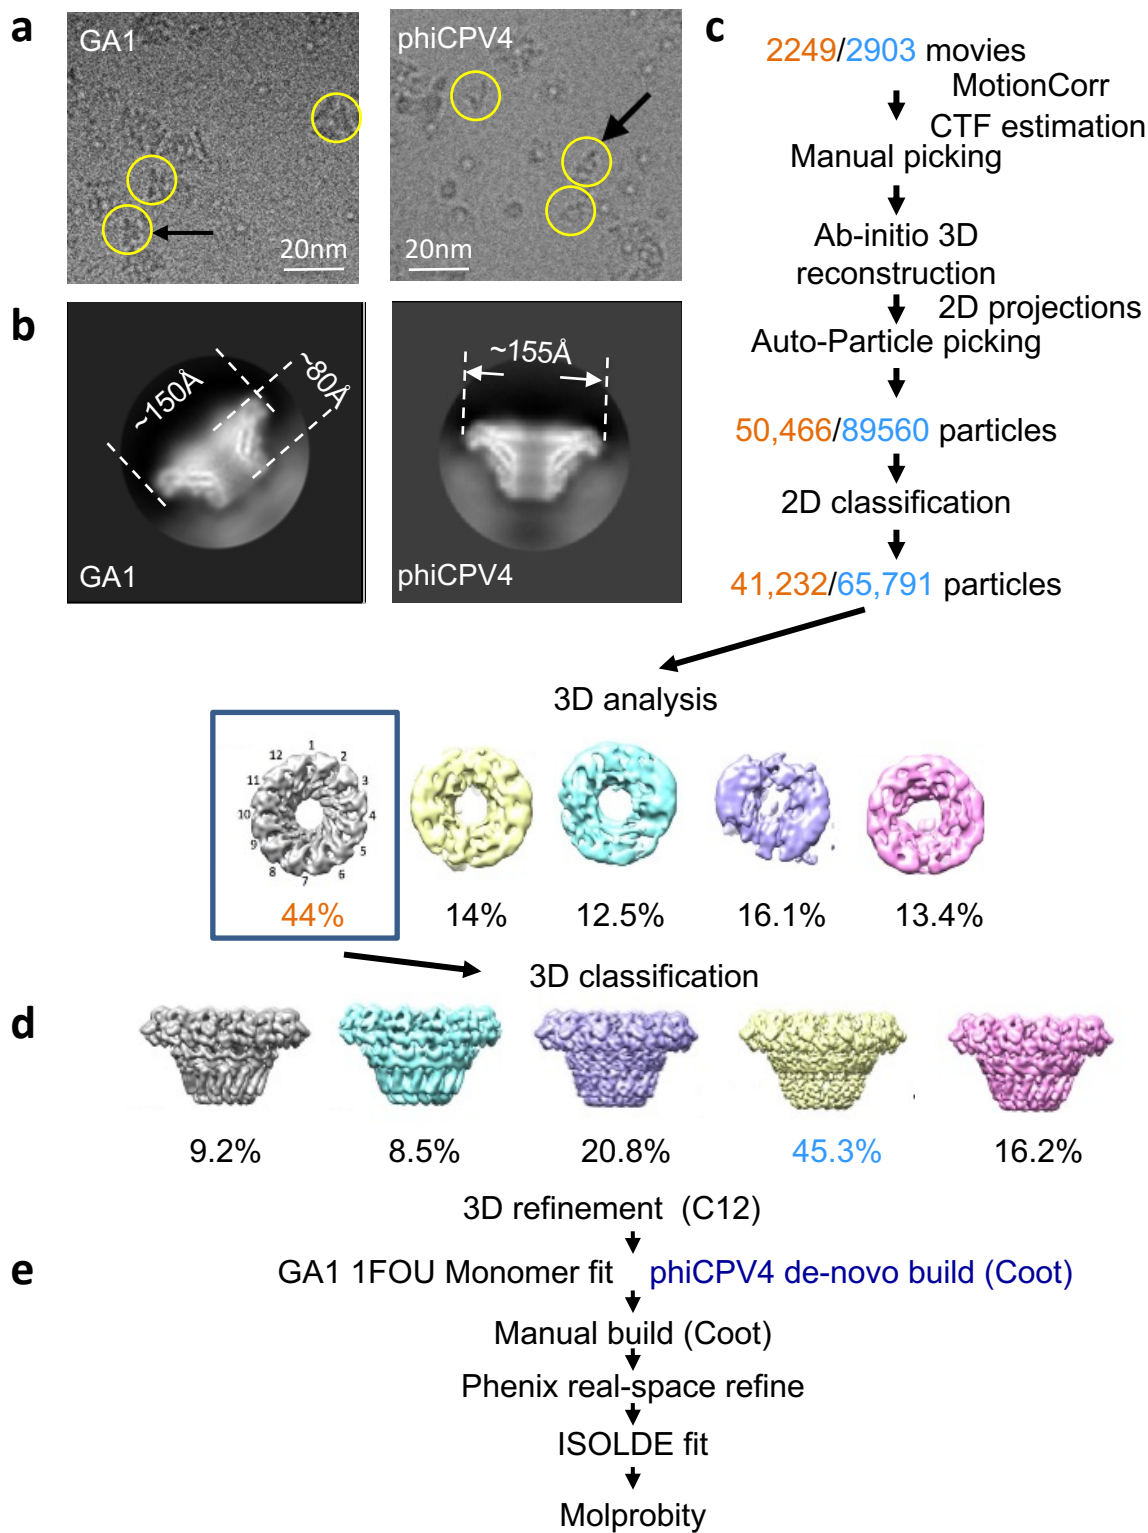 a
GA1
20nm
phiCPV4
20nm
b
~150Å
~80Å
GA1
~155Å
phiCPV4
c
2249/2903 movies
MotionCorr
CTF estimation
Manual picking
Ab-initio 3D
reconstruction
2D projections
Auto-Particle picking
50,466/89560 particles
2D classification
41,232/65,791 particles
3D analysis
1
2
3
4
5
6
7
8
9
10
11
12
44%
14%
12.5%
16.1%
13.4%
3D classification
d
9.2%
8.5%
20.8%
45.3%
16.2%
3D refinement (C12)
e
GA1 1FOU Monomer fit
phiCPV4 de-novo build (Coot)
Manual build (Coot)
Phenix real-space refine
ISOLDE fit
Molprobity